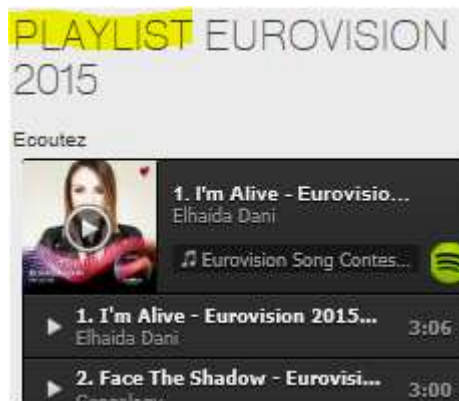 PLAYLIST EUROVISION
2015
Ecoutez
1. I'm Alive - Eurovisio...
Elhaida Dani
Eurovision Song Contes...
1. I'm Alive - Eurovision 2015...
3:06
Elhaida Dani
2. Face The Shadow - Eurovisi...
3:00